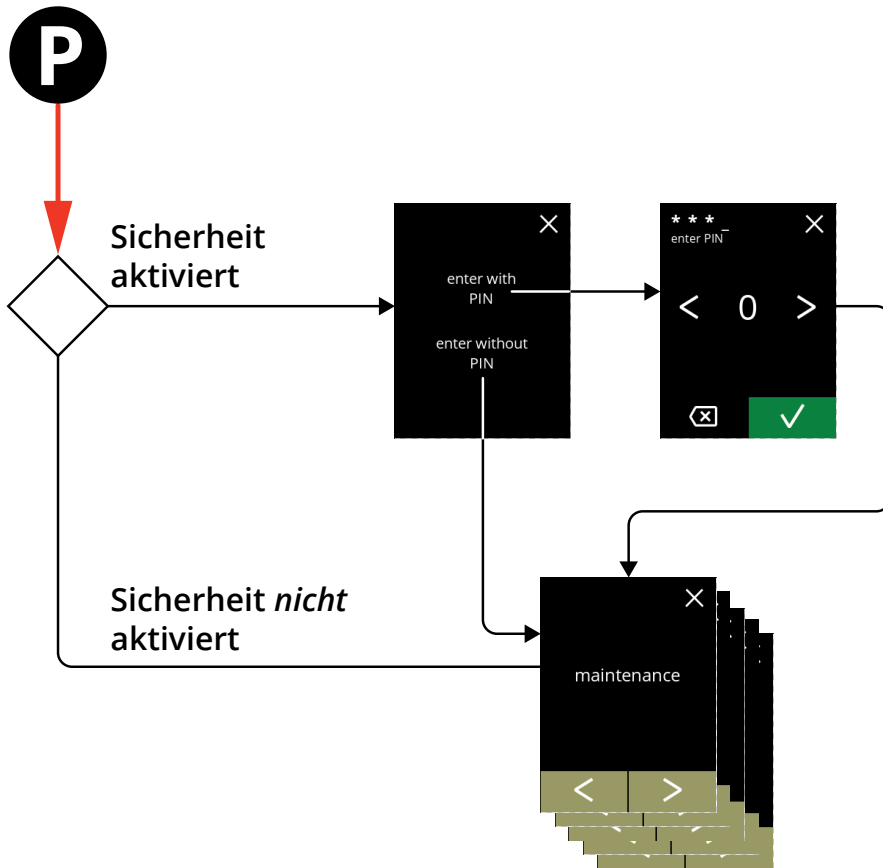 P
Sicherheit
aktiviert
enter with
PIN
enter without
PIN
* * * _
enter PIN
< 0 >
Sicherheit nicht
aktiviert
maintenance
< >